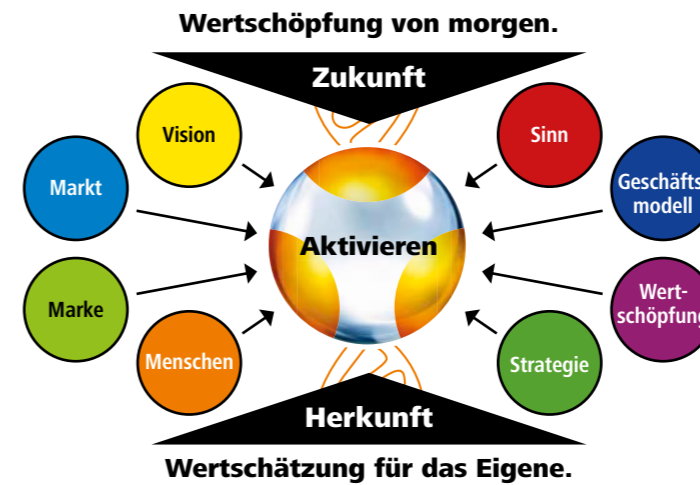 Wertschöpfung von morgen.
Zukunft
Vision
Sinn
Markt
Geschäfts
modell
Aktivieren
Marke
Wert-
schöpfung
Menschen
Strategie
Herkunft
Wertschätzung für das Eigene.